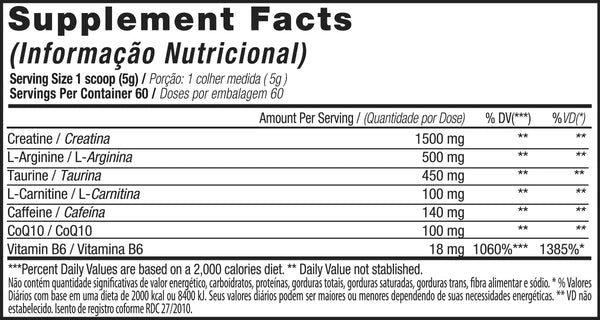 Supplement Facts
(Informação Nutricional)
Serving Size 1 scoop (5g) / Porção: 1 colher medida ( 5g )
Servings Per Container 60 / Doses por embalagem 60
Amount Per Serving / (Quantidade por Dose) % DV(***) %VD(*)
Creatine / Creatina 1500 mg ** **
L-Arginine / L-Arginina 500 mg ** **
Taurine / Taurina 450 mg ** **
L-Carnitine / L-Carnitina 100 mg ** **
Caffeine / Cafeína 140 mg ** **
CoQ10 / CoQ10 100 mg ** **
Vitamin B6 / Vitamina B6 18 mg 1060%*** 1385%*
***Percent Daily Values are based on a 2,000 calories diet. ** Daily Value not stablished.
Não contém quantidade significativas de valor energético, carboidratos, proteínas, gorduras totais, gorduras saturadas, gorduras trans, fibra alimentar e sódio. * % Valores
Diários com base em uma dieta de 2000 kcal ou 8400 kJ. Seus valores diários podem ser maiores ou menores dependendo de suas necessidades energéticas. ** VD não
estabelecido. Isento de registro conforme RDC 27/2010.